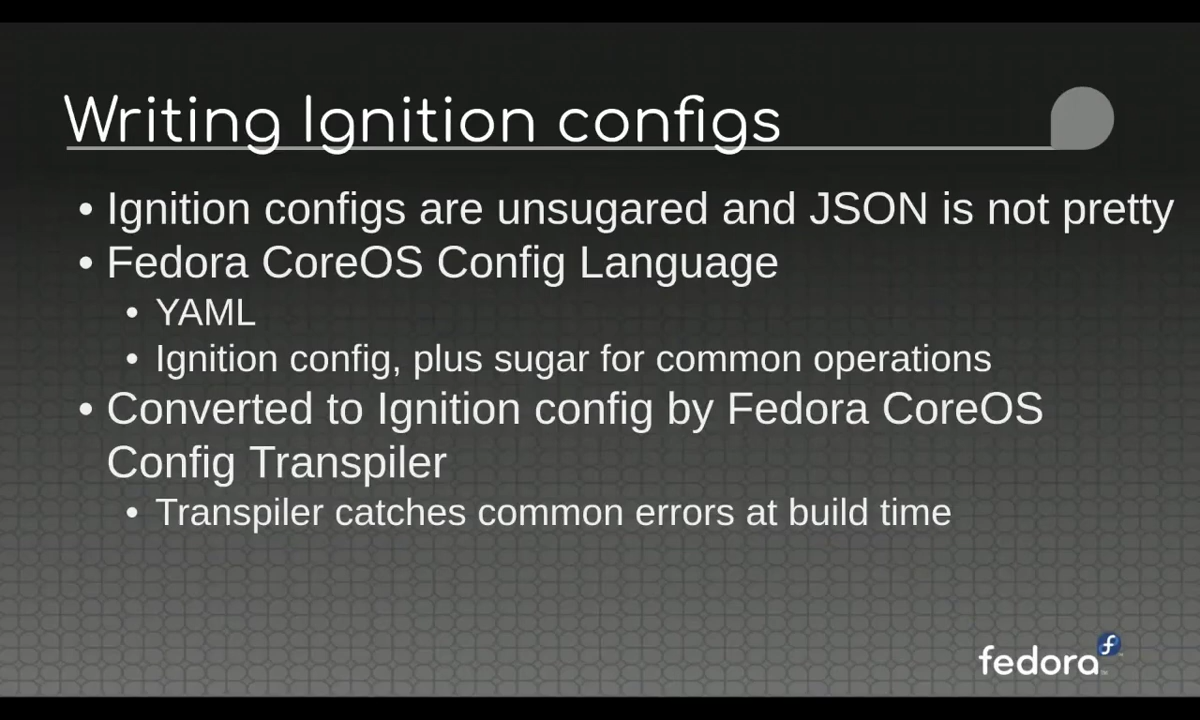 Writing Ignition configs
• Ignition configs are unsugared and JSON is not pretty
• Fedora CoreOS Config Language
• YAML
• Ignition config, plus sugar for common operations
• Converted to Ignition config by Fedora CoreOS
Config Transpiler
• Transpiler catches common errors at build time
fedora